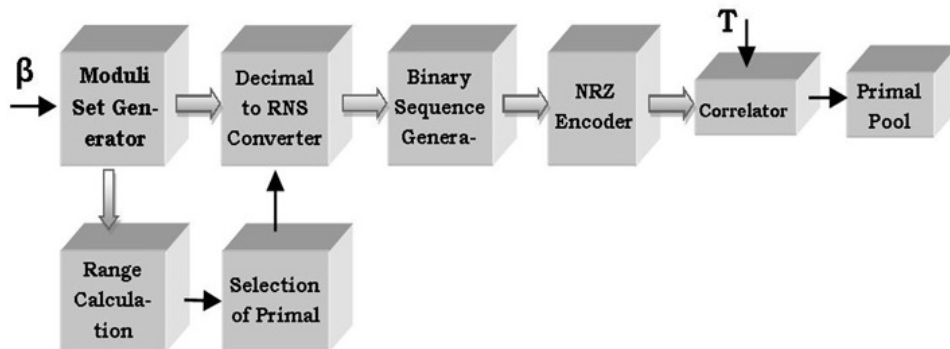 β
Moduli
Set Gen-
erator
Decimal
to RNS
Converter
Binary
Sequence
Genera-
NRZ
Encoder
T
Correlator
Primal
Pool
Range
Calcula-
tion
Selection
of Primal